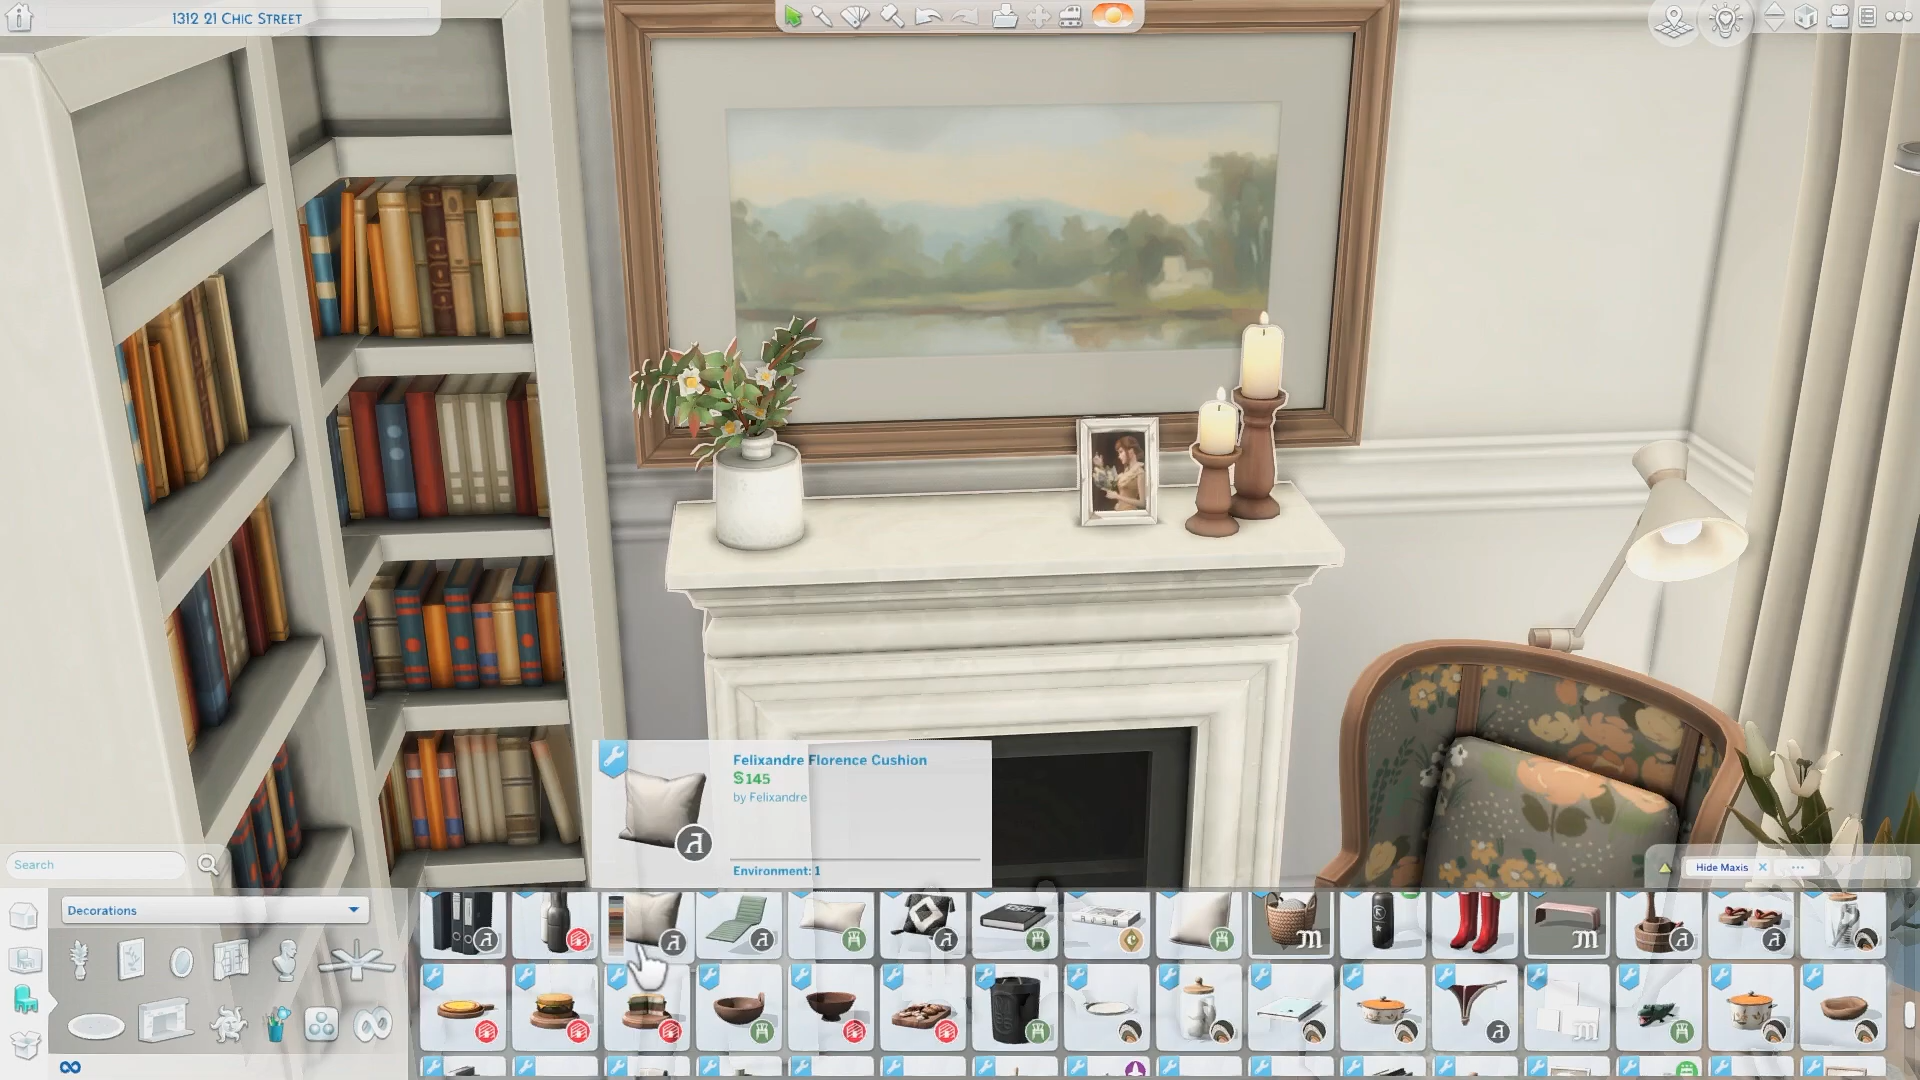 1312 21 Chic Street
Felixandre Florence Cushion
§145
by Felixandre
Environment: 1
Search
Hide Maxis
Decorations